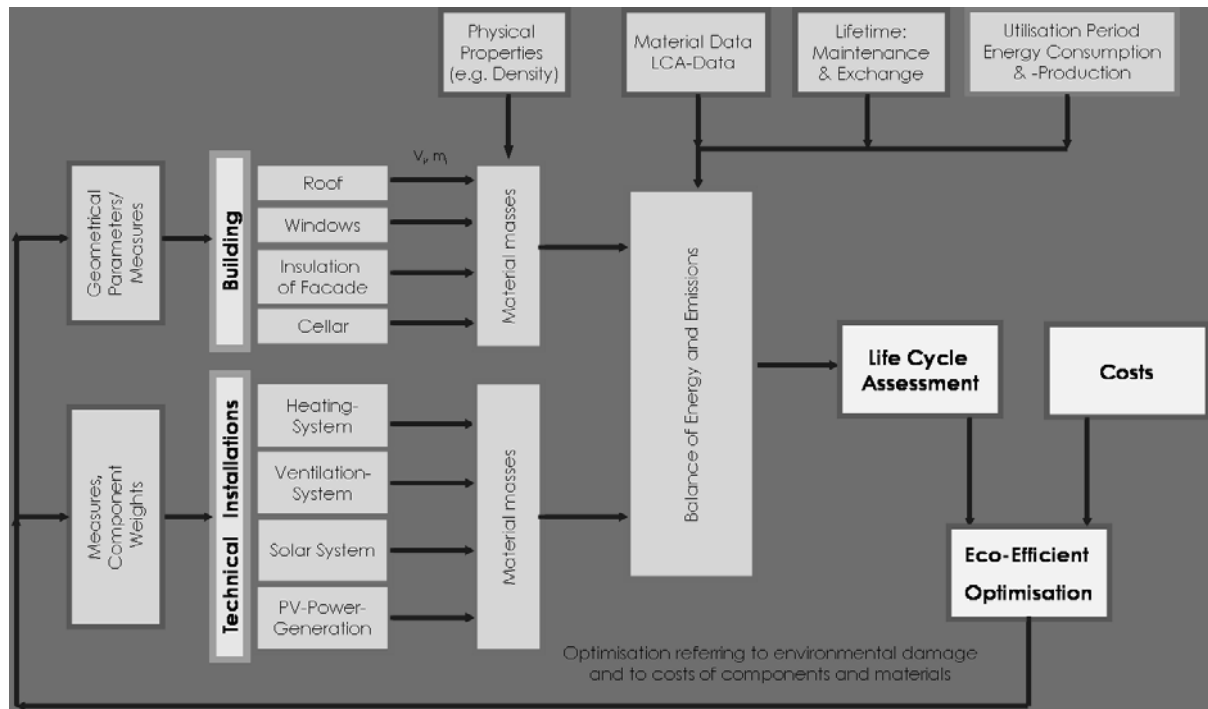 Physical
Properties
(e.g. Density)
Material Data
LCA-Data
Lifetime:
Maintenance
& Exchange
Utilisation Period
Energy Consumption
& -Production
Geometrical
Parameters/
Measures
Building
Roof
Windows
Insulation
of Facade
Cellar
V_i, m_i
Material masses
Balance of Energy and Emissions
Life Cycle
Assessment
Costs
Measures,
Component
Weights
Technical Installations
Heating-
System
Ventilation-
System
Solar System
PV-Power-
Generation
Material masses
Eco-Efficient
Optimisation
Optimisation referring to environmental damage
and to costs of components and materials